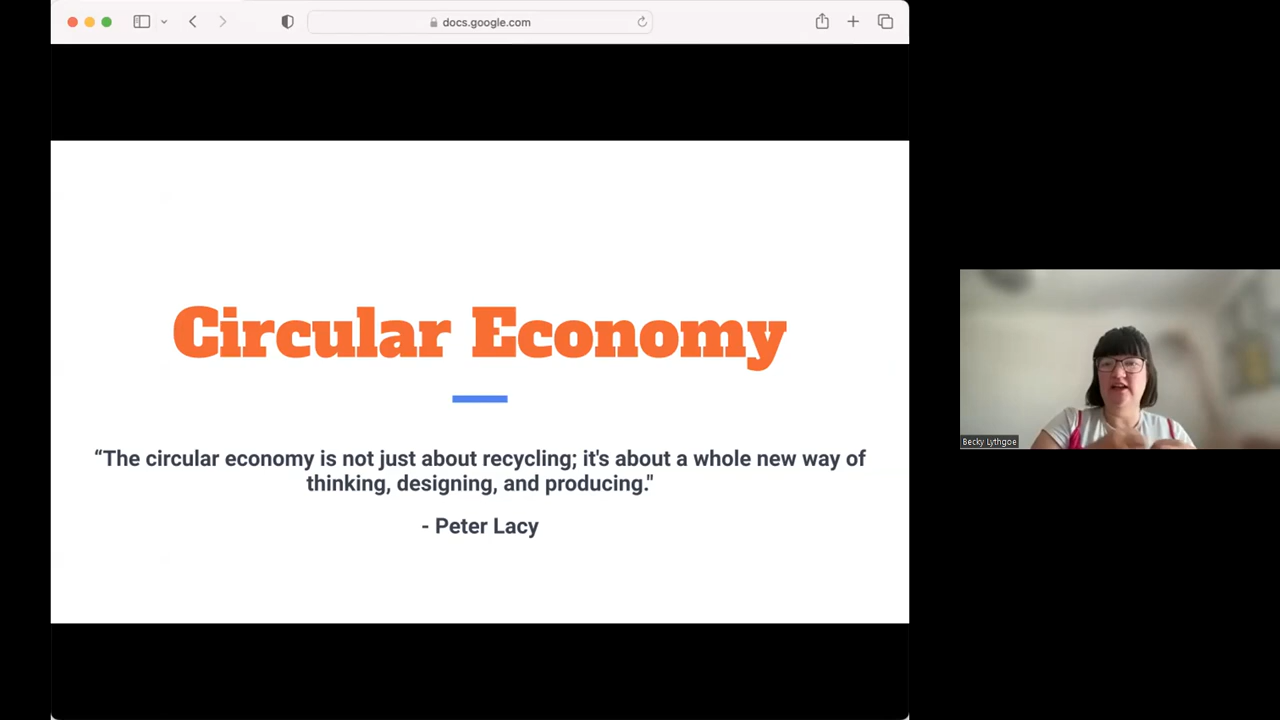 docs.google.com
Circular Economy
“The circular economy is not just about recycling; it's about a whole new way of
thinking, designing, and producing."
- Peter Lacy
Becky Lythgoe